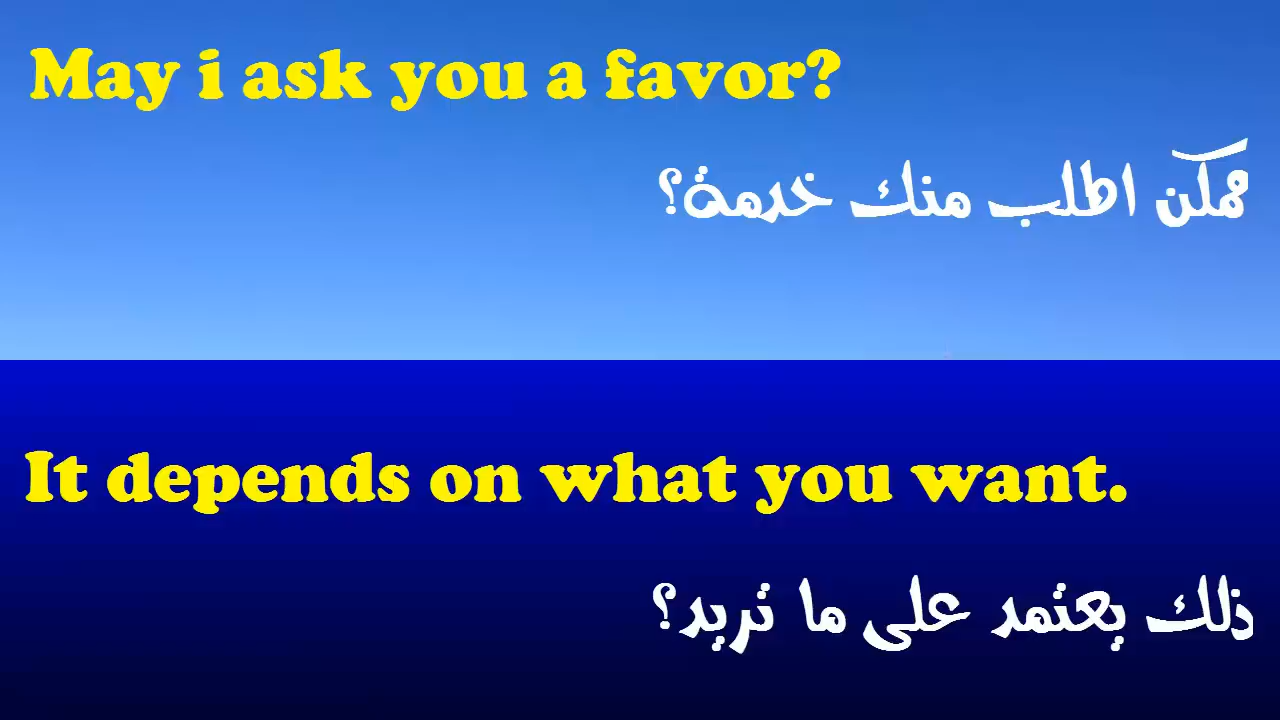 May i ask you a favor?
ممكن اطلب منك خدمة؟
It depends on what you want.
ذلك يعتمد على ما تريد؟